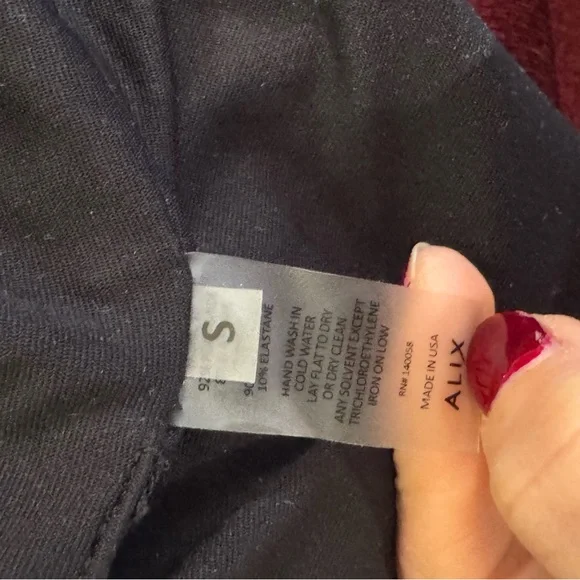 S
10% ELASTANE
HAND WASH IN
COLD WATER
LAY FLAT TO DRY
OR DRY CLEAN
ANY SOLVENT EXCEPT
TRICHLOROETHYLENE
IRON ON LOW
RN# 140058
MADE IN USA
ALIX